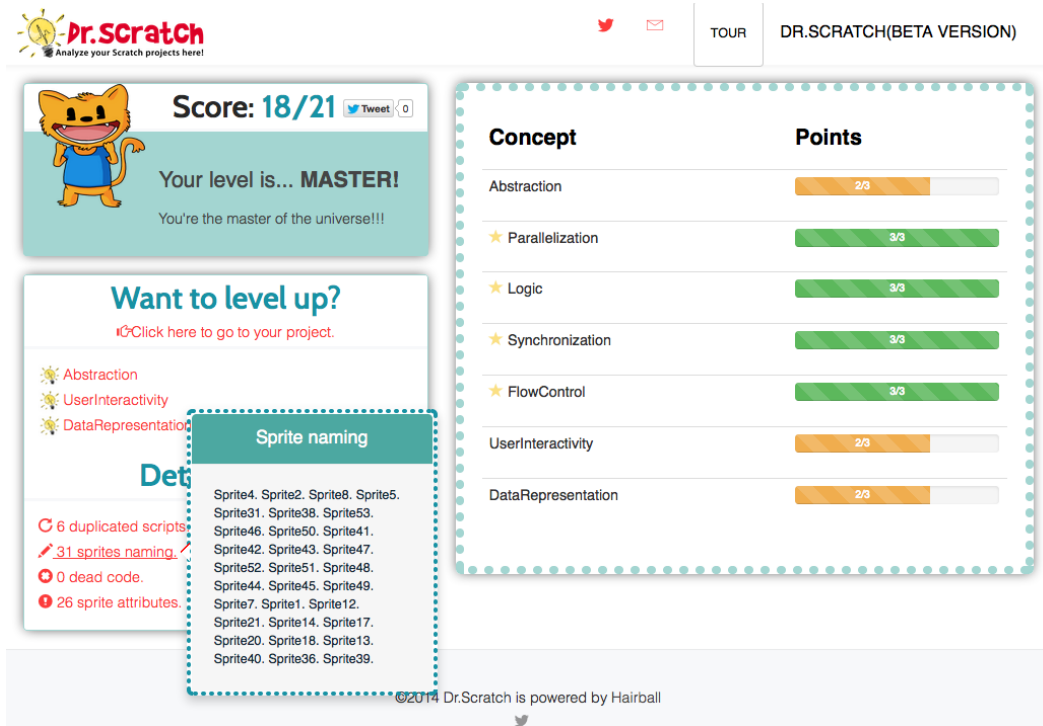 Dr.Scratch
Analyze your Scratch projects here!
TOUR
DR.SCRATCH(BETA VERSION)
Score: 18/21
Tweet
0
Your level is... MASTER!
You're the master of the universe!!!
Want to level up?
Click here to go to your project.
Abstraction
UserInteractivity
DataRepresentation
Det
6 duplicated scripts
31 sprites naming.
0 dead code.
26 sprite attributes.
Sprite naming
Sprite4. Sprite2. Sprite8. Sprite5.
Sprite31. Sprite38. Sprite53.
Sprite46. Sprite50. Sprite41.
Sprite42. Sprite43. Sprite47.
Sprite52. Sprite51. Sprite48.
Sprite44. Sprite45. Sprite49.
Sprite7. Sprite1. Sprite12.
Sprite21. Sprite14. Sprite17.
Sprite20. Sprite18. Sprite13.
Sprite40. Sprite36. Sprite39.
Concept Points
Abstraction 2/3
Parallelization 3/3
Logic 3/3
Synchronization 3/3
FlowControl 3/3
UserInteractivity 2/3
DataRepresentation 2/3
©2014 Dr.Scratch is powered by Hairball